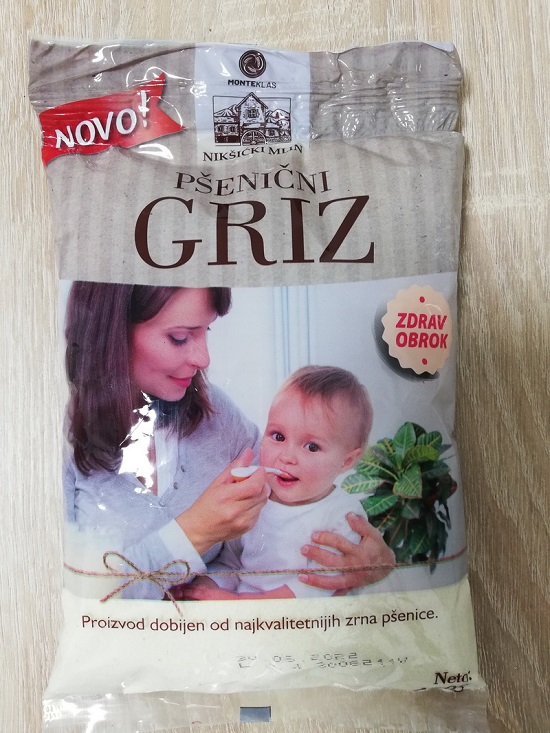 MONTEKLAS
NOVO!
NIKŠIĆKI MLIN
PŠENIČNI
GRIZ
ZDRAV
OBROK
Proizvod dobijen od najkvalitetnijih zrna pšenice.
Neto: